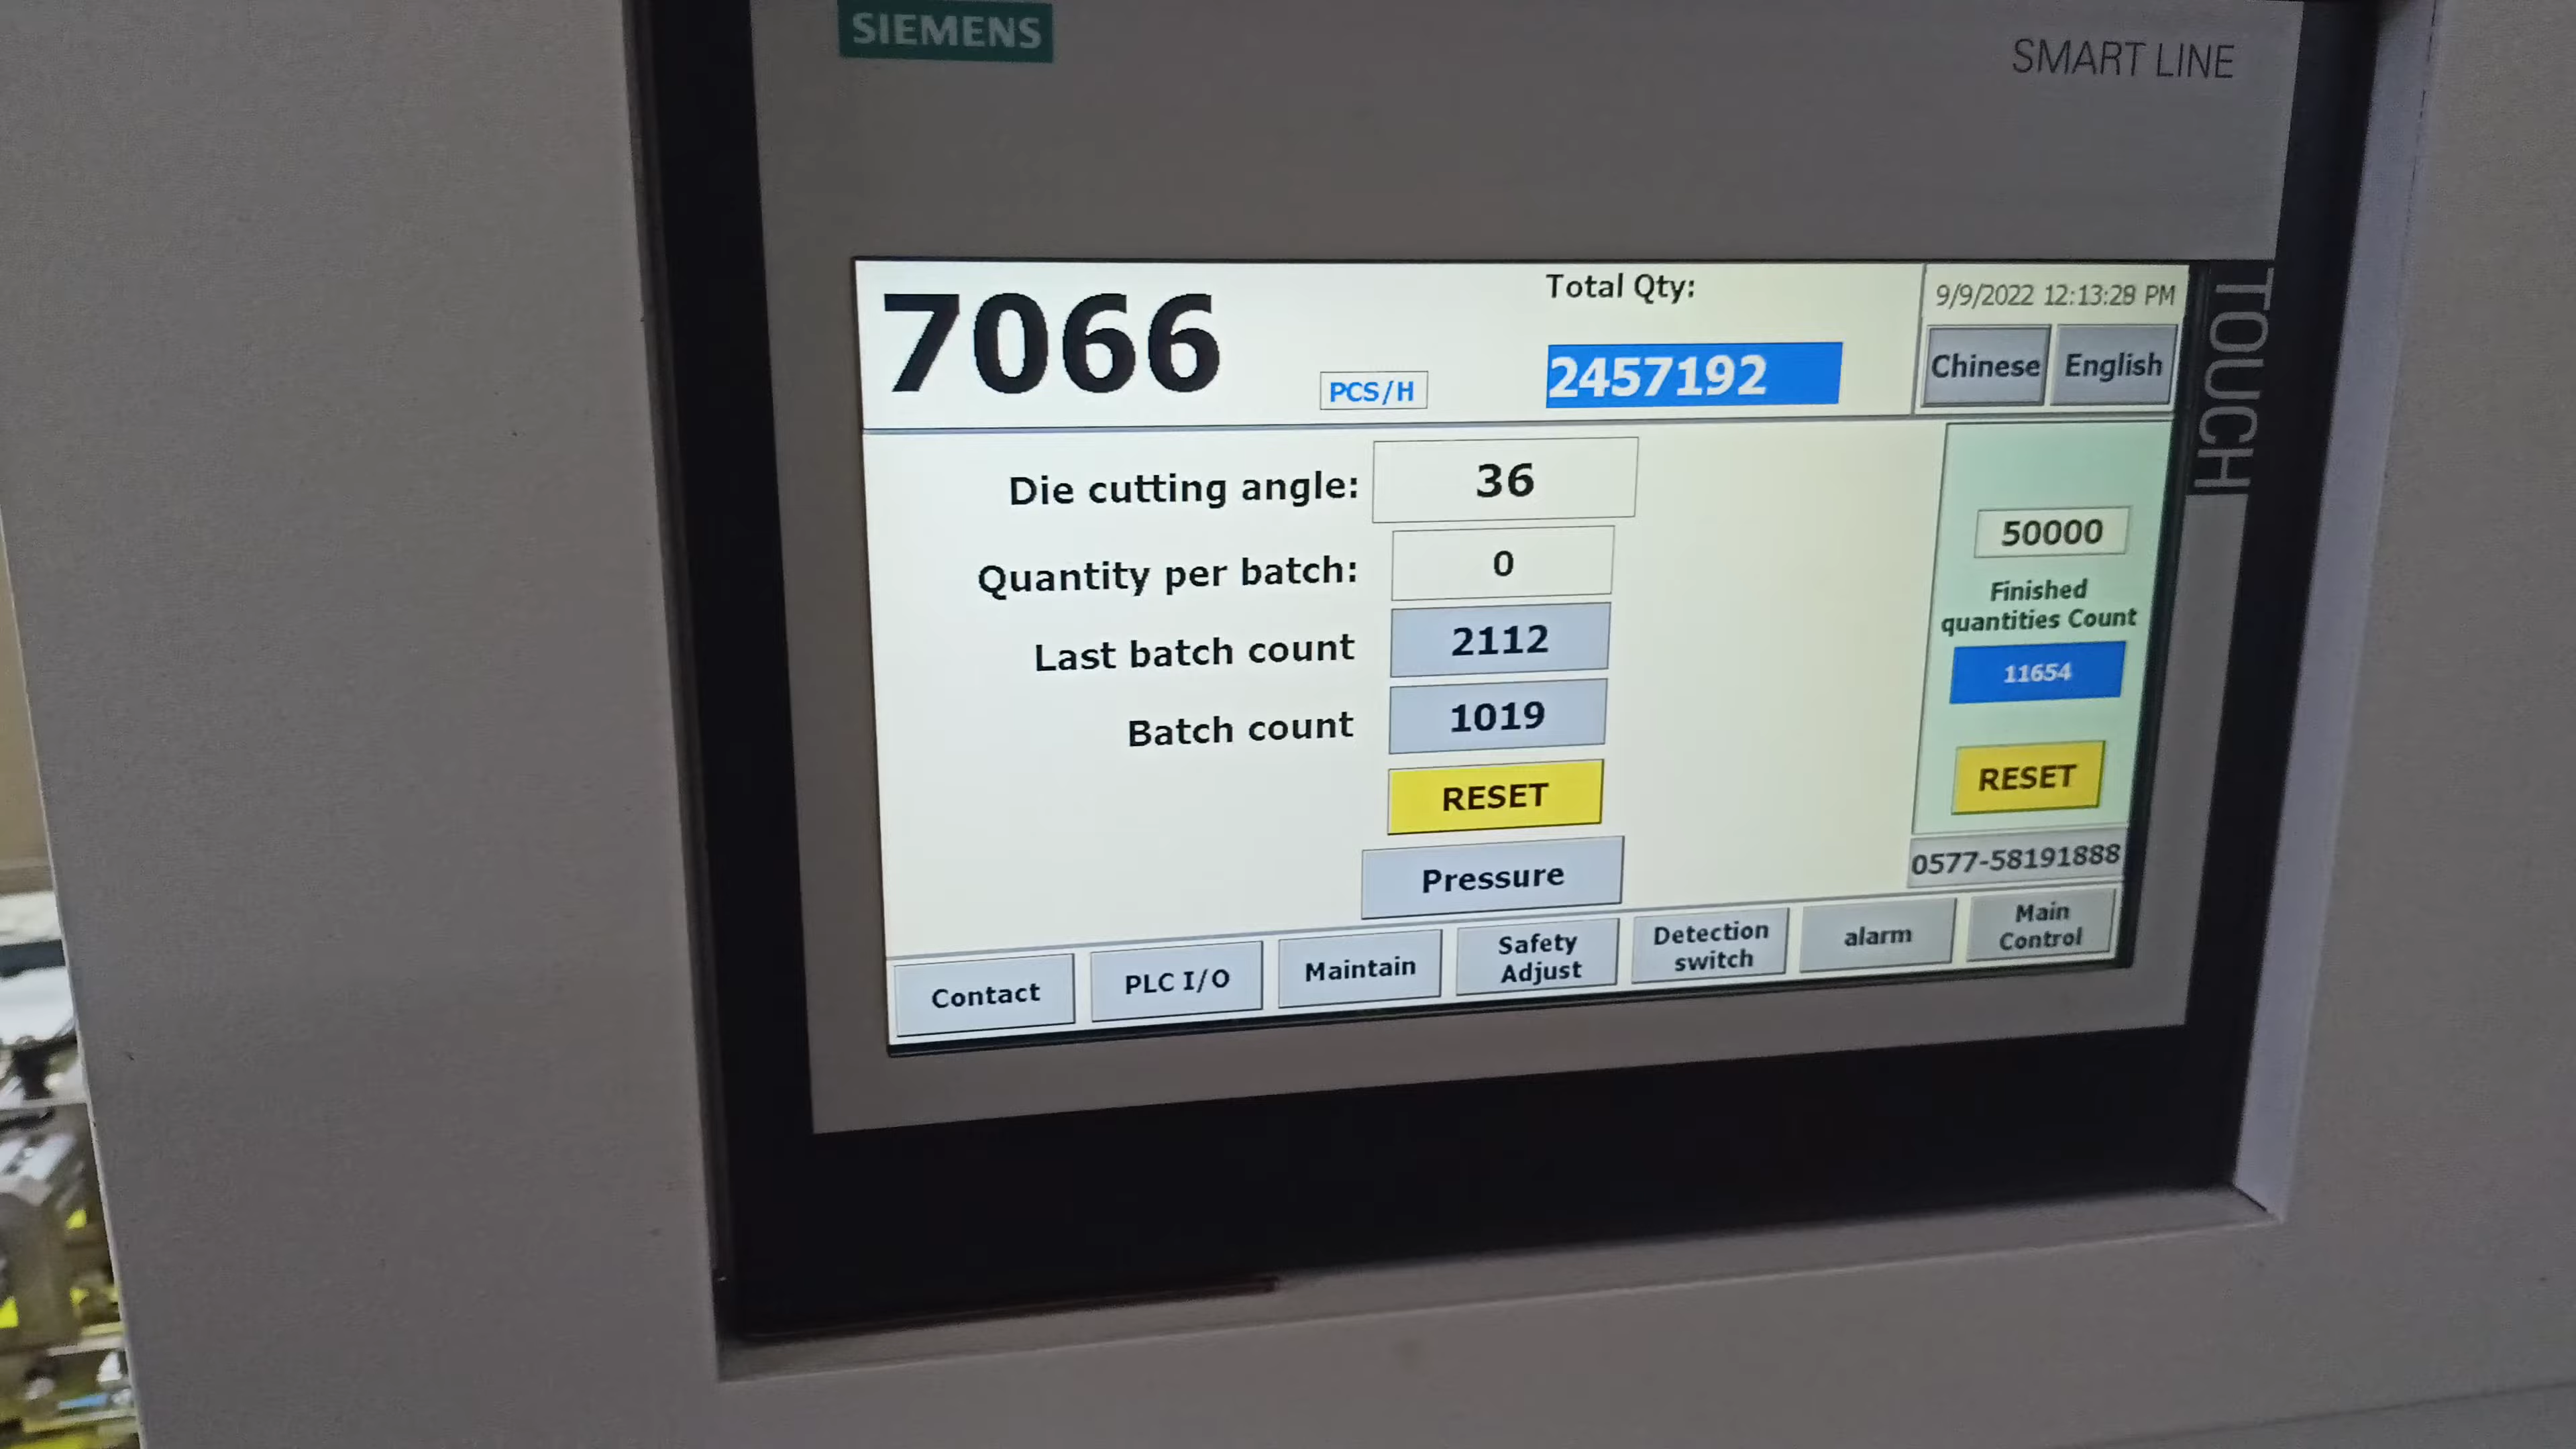 SIEMENS
SMART LINE
TOUCH
7066
PCS/H
Total Qty:
2457192
9/9/2022 12:13:28 PM
Chinese
English
Die cutting angle:
36
Quantity per batch:
0
Last batch count
2112
Batch count
1019
RESET
Pressure
50000
Finished
quantities Count
11654
RESET
0577-58191888
Contact
PLC I/O
Maintain
Safety
Adjust
Detection
switch
alarm
Main
Control